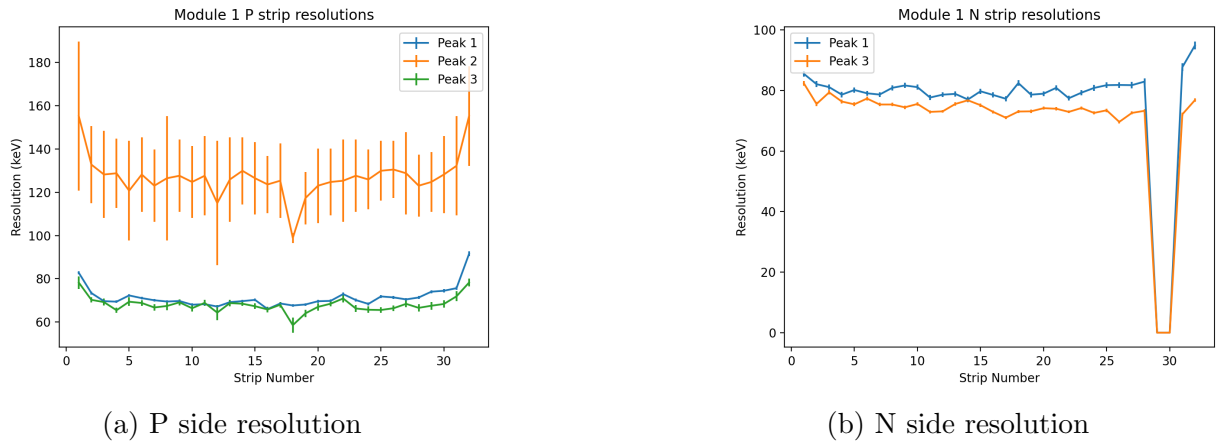 Module 1 P strip resolutions
Peak 1
Peak 2
Peak 3
180
160
140
120
100
80
60
Resolution (keV)
0 5 10 15 20 25 30
Strip Number
(a) P side resolution
Module 1 N strip resolutions
Peak 1
Peak 3
100
80
60
40
20
0
Resolution (keV)
0 5 10 15 20 25 30
Strip Number
(b) N side resolution